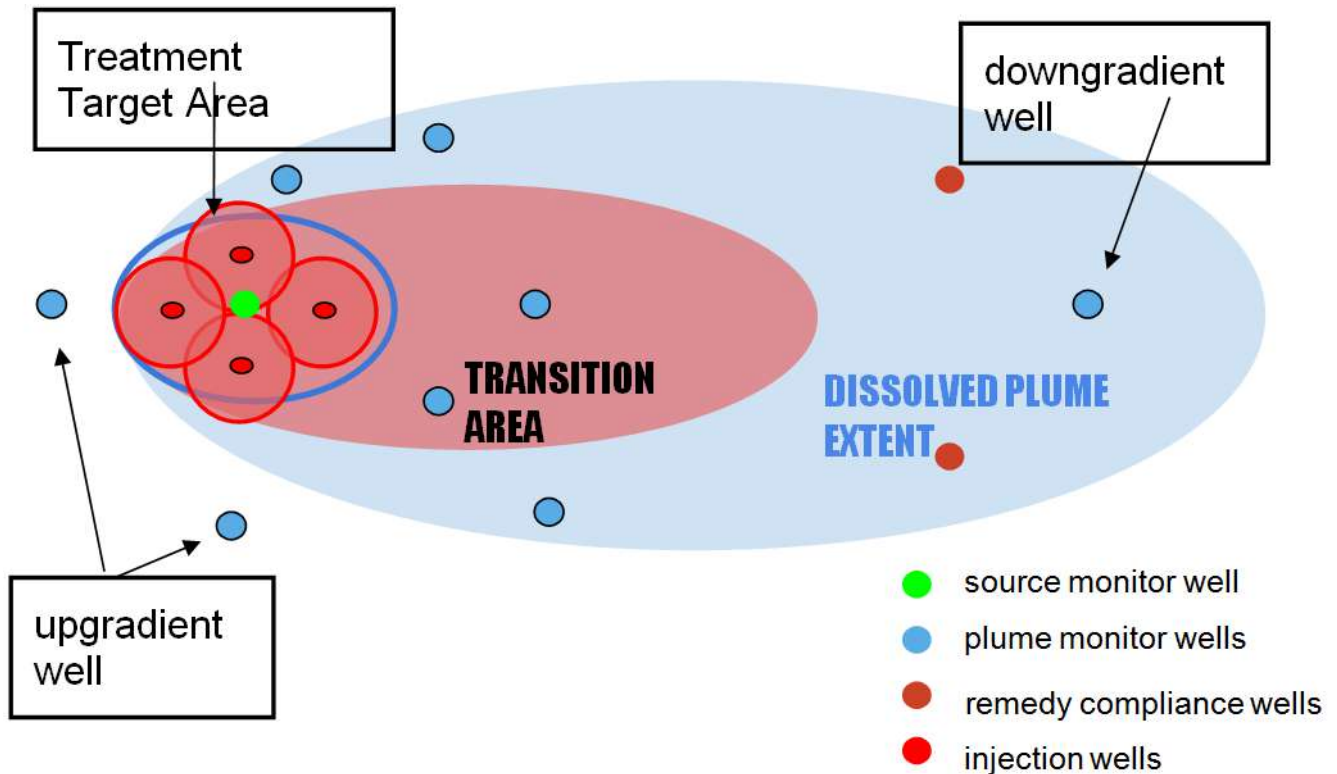 Treatment
Target Area
downgradient
well
TRANSITION
AREA
DISSOLVED PLUME
EXTENT
upgradient
well
source monitor well
plume monitor wells
remedy compliance wells
injection wells